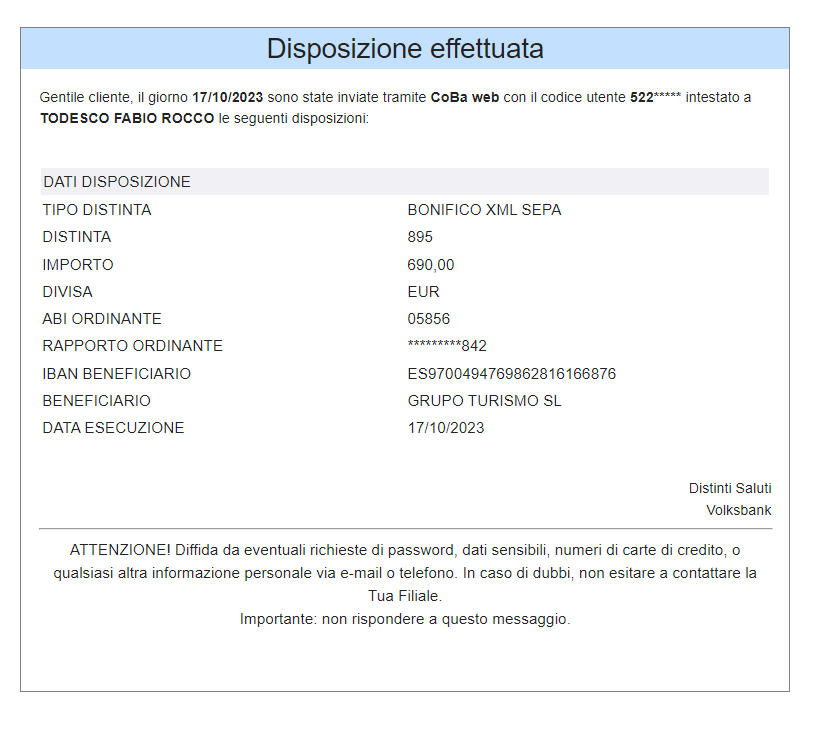 Disposizione effettuata
Gentile cliente, il giorno 17/10/2023 sono state inviate tramite CoBa web con il codice utente 522***** intestato a
TODESCO FABIO ROCCO le seguenti disposizioni:
DATI DISPOSIZIONE
TIPO DISTINTA BONIFICO XML SEPA
DISTINTA 895
IMPORTO 690,00
DIVISA EUR
ABI ORDINANTE 05856
RAPPORTO ORDINANTE *********842
IBAN BENEFICIARIO ES9700494769862816166876
BENEFICIARIO GRUPO TURISMO SL
DATA ESECUZIONE 17/10/2023
Distinti Saluti
Volksbank
ATTENZIONE! Diffida da eventuali richieste di password, dati sensibili, numeri di carte di credito, o
qualsiasi altra informazione personale via e-mail o telefono. In caso di dubbi, non esitare a contattare la
Tua Filiale.
Importante: non rispondere a questo messaggio.